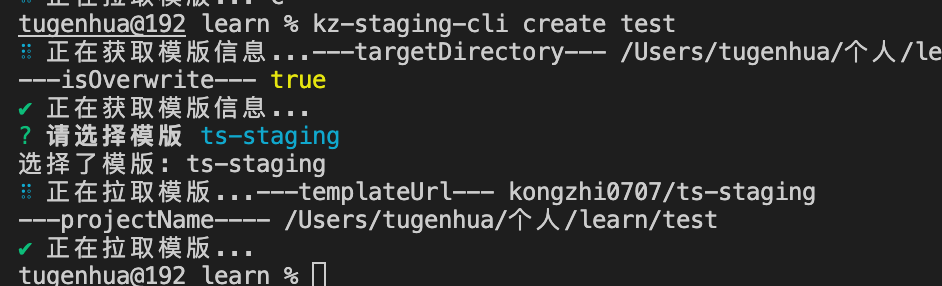 tugenhua@192 learn % kz-staging-cli create test
⠿ 正在获取模版信息...---targetDirectory--- /Users/tugenhua/个人/le
---isOverwrite--- true
✔ 正在获取模版信息...
? 请选择模版 ts-staging
选择了模版: ts-staging
⠿ 正在拉取模版...---templateUrl--- kongzhi0707/ts-staging
---projectName---- /Users/tugenhua/个人/learn/test
✔ 正在拉取模版...
tugenhua@192 learn %